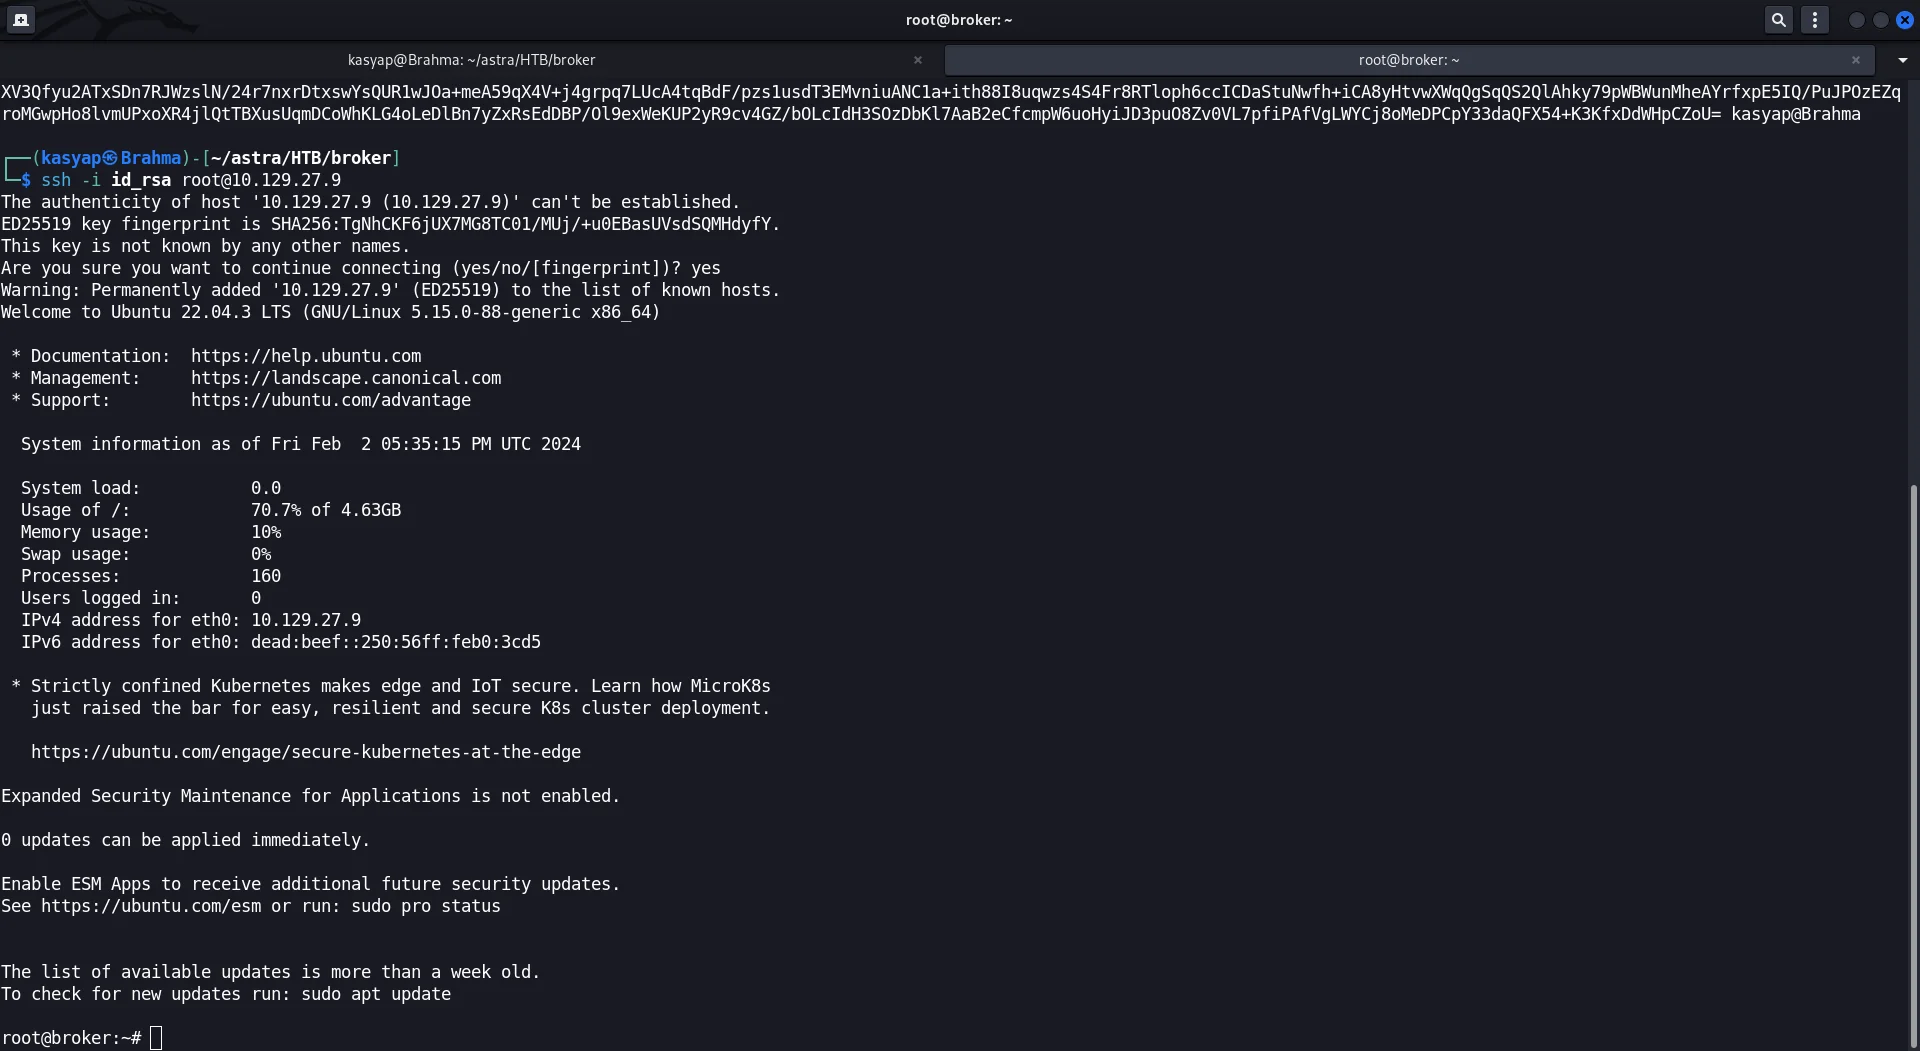 root@broker: ~
kasyap@Brahma: ~/astra/HTB/broker
root@broker: ~
XV3Qfyu2ATxSDn7RJWzslN/24r7nxrDtxswYsQUR1wJOa+meA59qX4V+j4grpq7LUcA4tqBdF/pzs1usdT3EMvniuANC1a+ith88I8uqwzs4S4Fr8RTloph6ccICDaStuNwfh+iCA8yHtvwXWqQgSqQS2QlAhky79pWBWunMheAYrfxpE5IQ/PuJPOzEZq
roMGwpHo8lvmUPxoXR4jlQtTBXusUqmDCoWhKLG4oLeDlBn7yZxRsEdDBP/Ol9exWeKUP2yR9cv4GZ/bOLcIdH3SOzDbKl7AaB2eCfcmpW6uoHyiJD3puO8Zv0VL7pfiPAfVgLWYCj8oMeDPCpY33daQFX54+K3KfxDdWHpCZoU= kasyap@Brahma
(kasyap㉿Brahma)-[~/astra/HTB/broker]
$ ssh -i id_rsa root@10.129.27.9
The authenticity of host '10.129.27.9 (10.129.27.9)' can't be established.
ED25519 key fingerprint is SHA256:TgNhCKF6jUX7MG8TC01/MUj/+u0EBasUVsdSQMHdyfY.
This key is not known by any other names.
Are you sure you want to continue connecting (yes/no/[fingerprint])? yes
Warning: Permanently added '10.129.27.9' (ED25519) to the list of known hosts.
Welcome to Ubuntu 22.04.3 LTS (GNU/Linux 5.15.0-88-generic x86_64)
* Documentation:  https://help.ubuntu.com
* Management:     https://landscape.canonical.com
* Support:        https://ubuntu.com/advantage
System information as of Fri Feb  2 05:35:15 PM UTC 2024
System load:           0.0
Usage of /:            70.7% of 4.63GB
Memory usage:          10%
Swap usage:            0%
Processes:             160
Users logged in:       0
IPv4 address for eth0: 10.129.27.9
IPv6 address for eth0: dead:beef::250:56ff:feb0:3cd5
* Strictly confined Kubernetes makes edge and IoT secure. Learn how MicroK8s
just raised the bar for easy, resilient and secure K8s cluster deployment.
https://ubuntu.com/engage/secure-kubernetes-at-the-edge
Expanded Security Maintenance for Applications is not enabled.
0 updates can be applied immediately.
Enable ESM Apps to receive additional future security updates.
See https://ubuntu.com/esm or run: sudo pro status
The list of available updates is more than a week old.
To check for new updates run: sudo apt update
root@broker:~#